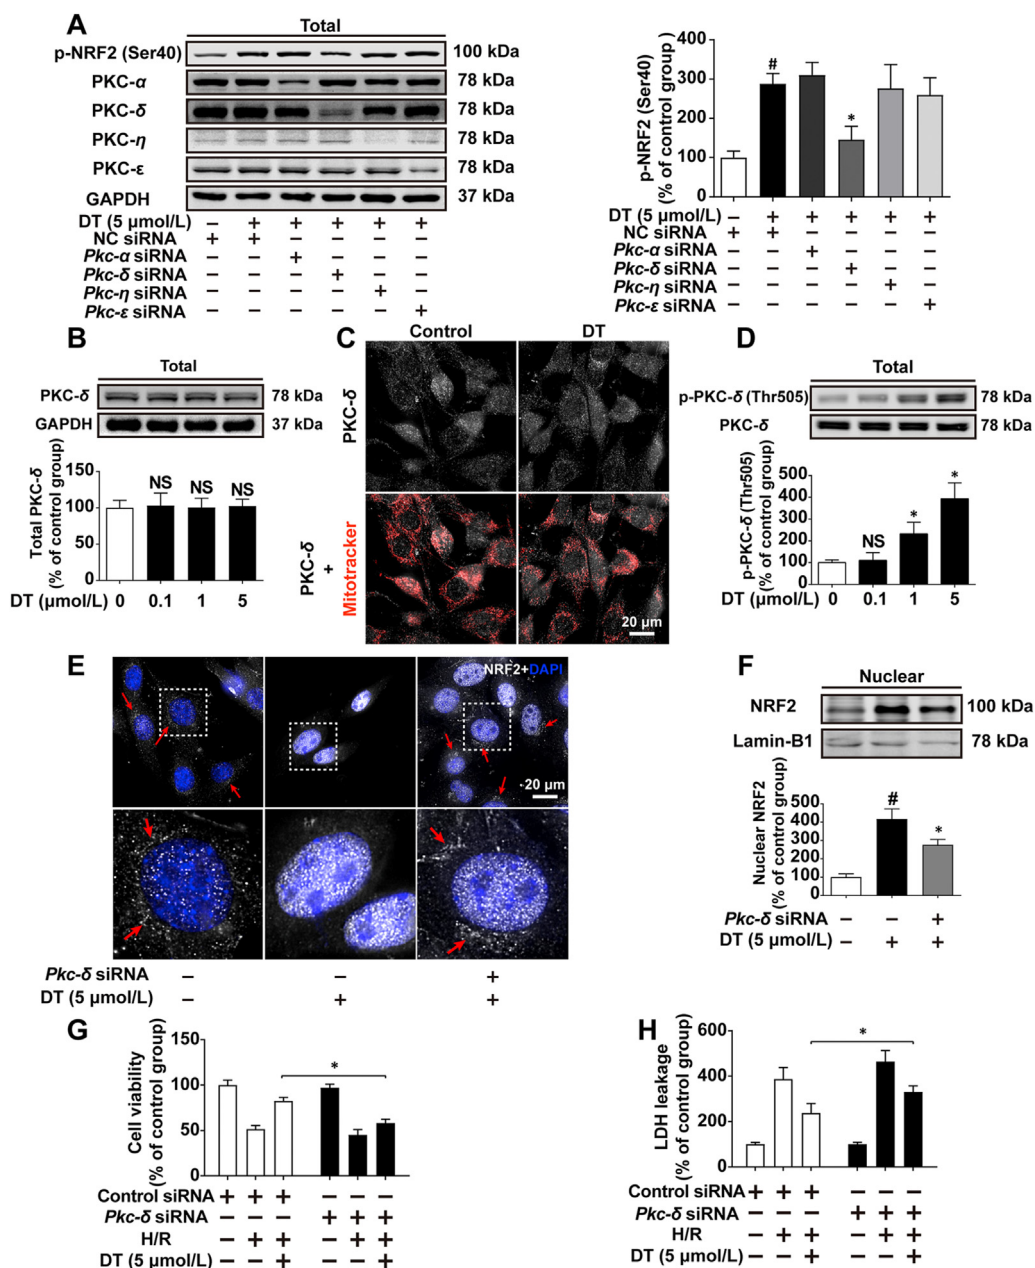 A
Total
p-NRF2 (Ser40) 100 kDa
PKC-α 78 kDa
PKC-δ 78 kDa
PKC-η 78 kDa
PKC-ε 78 kDa
GAPDH 37 kDa
DT (5 μmol/L) – + + + + +
NC siRNA + + – – – –
Pkc-α siRNA – – + – – –
Pkc-δ siRNA – – – + – –
Pkc-η siRNA – – – – + –
Pkc-ε siRNA – – – – – +
p-NRF2 (Ser40)
(% of control group)
400
300
200
100
0
#
*
DT (5 μmol/L) – + + + + +
NC siRNA + + – – – –
Pkc-α siRNA – – + – – –
Pkc-δ siRNA – – – + – –
Pkc-η siRNA – – – – + –
Pkc-ε siRNA – – – – – +
B
Total
PKC-δ 78 kDa
GAPDH 37 kDa
Total PKC-δ
(% of control group)
150
100
50
0
NS NS NS
DT (μmol/L) 0 0.1 1 5
C
Control DT
PKC-δ
PKC-δ
+
Mitotracker
20 μm
D
Total
p-PKC-δ (Thr505) 78 kDa
PKC-δ 78 kDa
p-PKC-δ (Thr505)
(% of control group)
500
400
300
200
100
0
NS * *
DT (μmol/L) 0 0.1 1 5
E
NRF2+DAPI
20 μm
Pkc-δ siRNA – – +
DT (5 μmol/L) – + +
F
Nuclear
NRF2 100 kDa
Lamin-B1 78 kDa
Nuclear NRF2
(% of control group)
500
400
300
200
100
0
#
*
Pkc-δ siRNA – – +
DT (5 μmol/L) – + +
G
Cell viability
(% of control group)
150
100
50
0
*
Control siRNA + + + – – –
Pkc-δ siRNA – – – + + +
H/R – + + – + +
DT (5 μmol/L) – – + – – +
H
LDH leakage
(% of control group)
600
400
200
0
*
Control siRNA + + + – – –
Pkc-δ siRNA – – – + + +
H/R – + + – + +
DT (5 μmol/L) – – + – – +